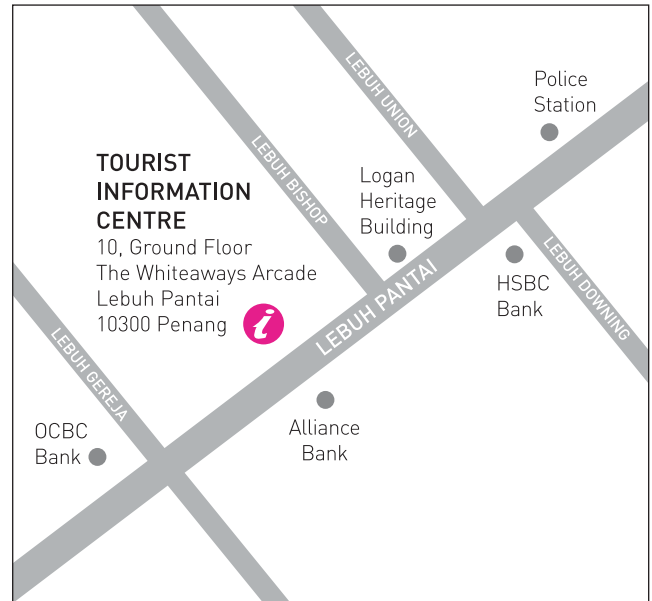 LEBUH UNION
Police
Station
LEBUH BISHOP
TOURIST
INFORMATION
CENTRE
10, Ground Floor
The Whiteaways Arcade
Lebuh Pantai
10300 Penang
i
Logan
Heritage
Building
HSBC
Bank
LEBUH DOWNING
LEBUH PANTAI
LEBUH GEREJA
OCBC
Bank
Alliance
Bank